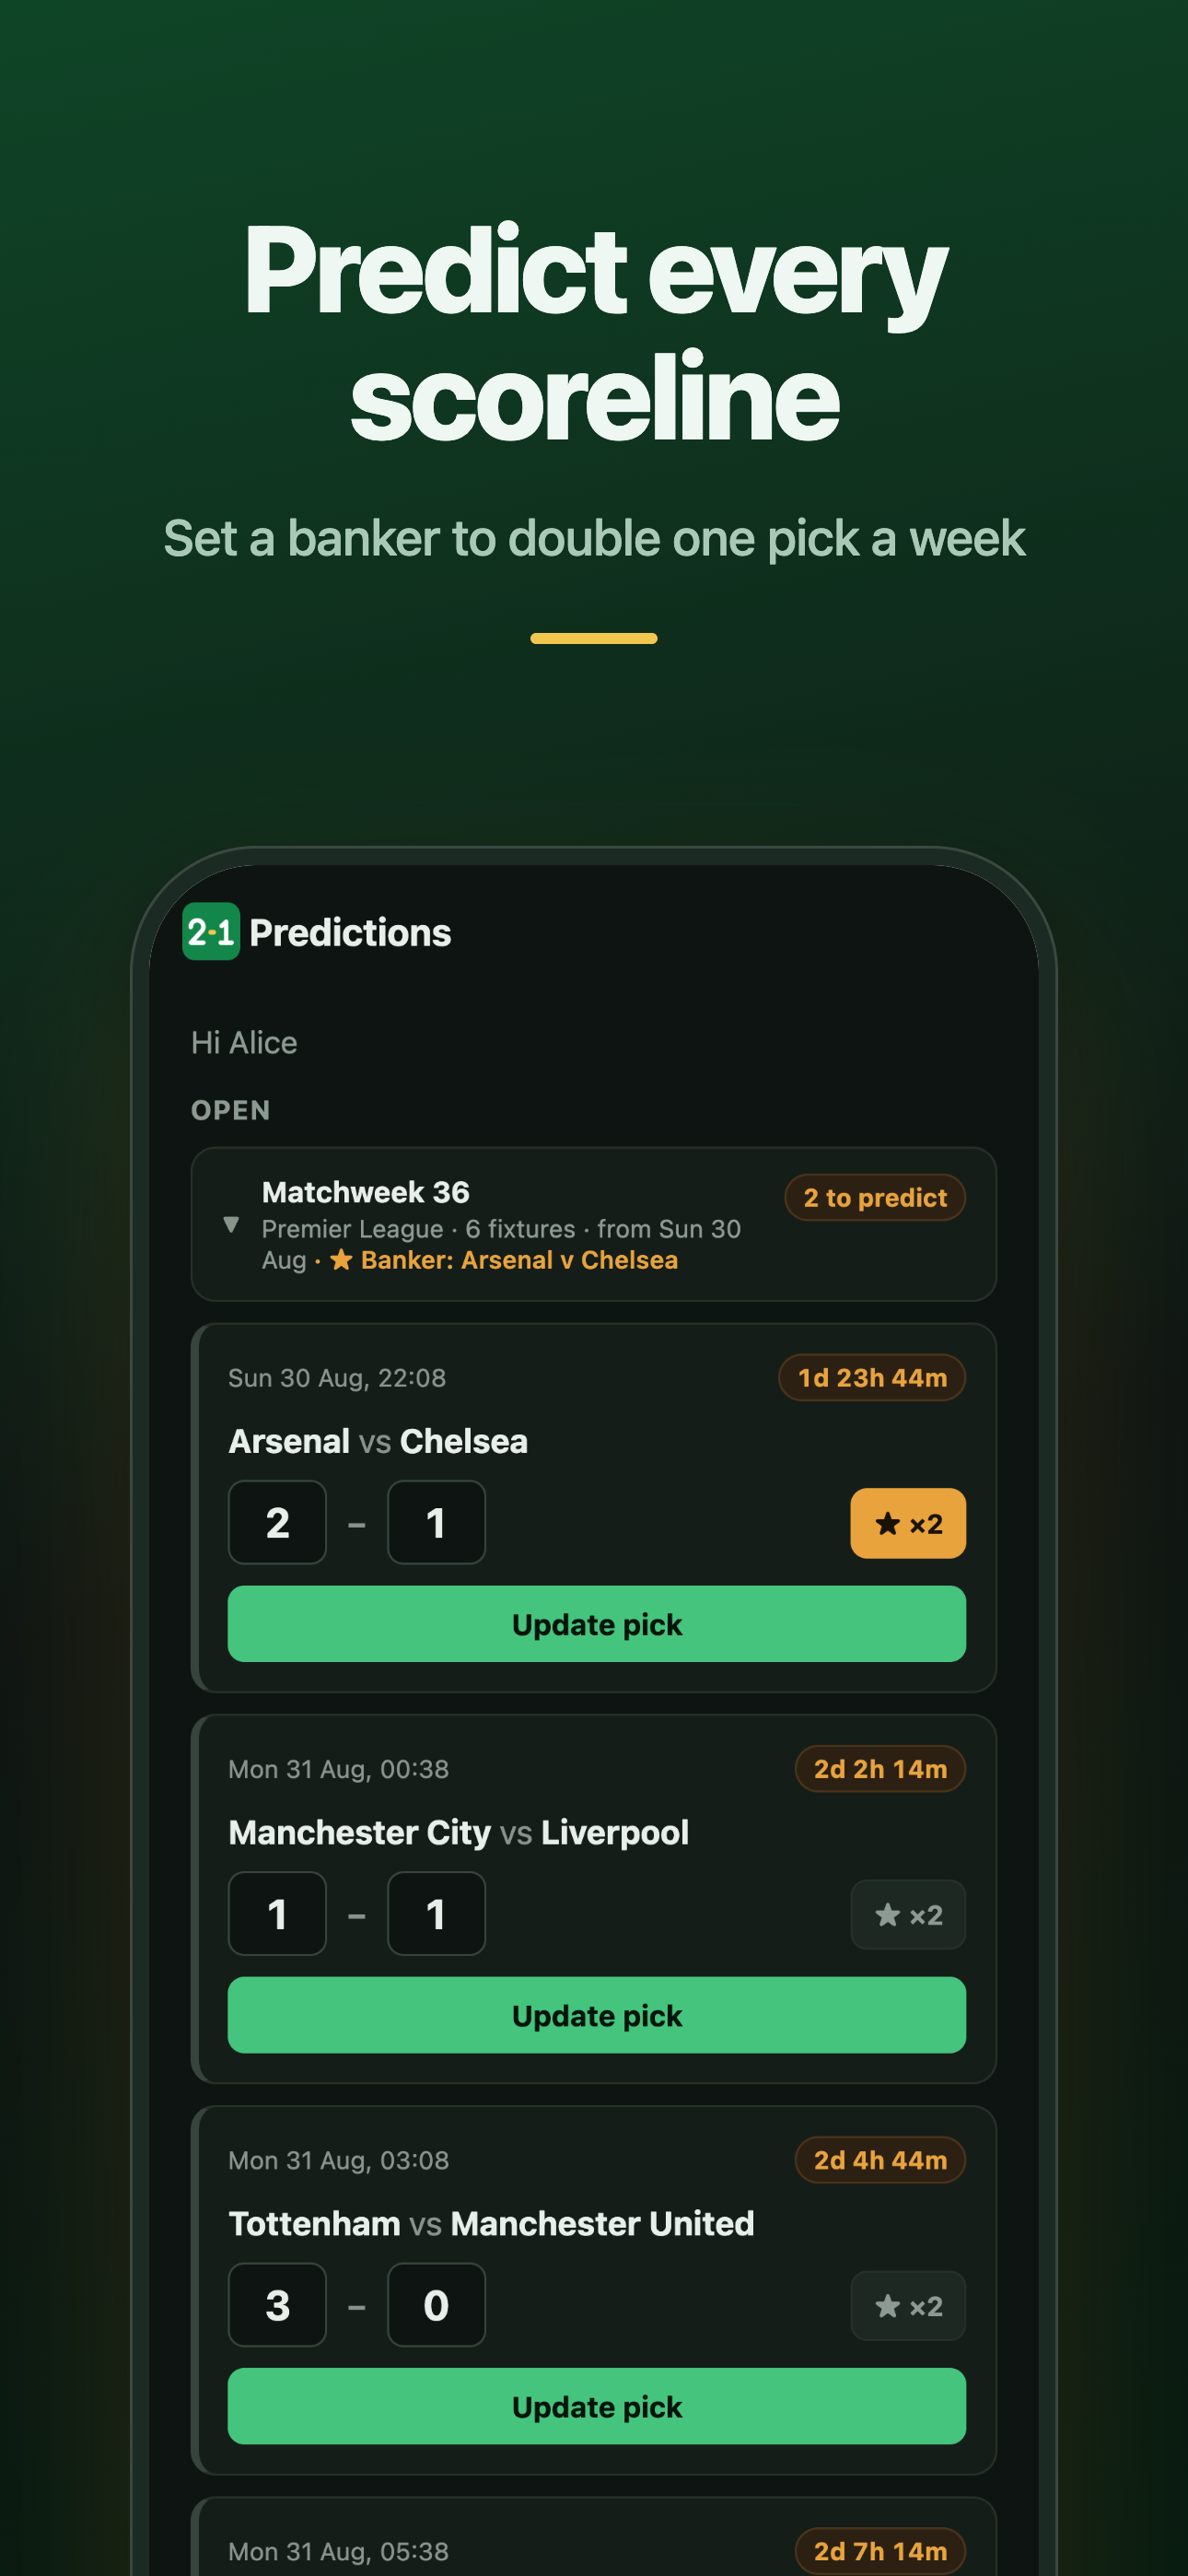 Predict every
scoreline
Set a banker to double one pick a week
2-1 Predictions
Hi Alice
OPEN
Matchweek 36
2 to predict
Premier League · 6 fixtures · from Sun 30
Aug · ★ Banker: Arsenal v Chelsea
Sun 30 Aug, 22:08
1d 23h 44m
Arsenal vs Chelsea
2 – 1
★ ×2
Update pick
Mon 31 Aug, 00:38
2d 2h 14m
Manchester City vs Liverpool
1 – 1
★ ×2
Update pick
Mon 31 Aug, 03:08
2d 4h 44m
Tottenham vs Manchester United
3 – 0
★ ×2
Update pick
Mon 31 Aug, 05:38
2d 7h 14m